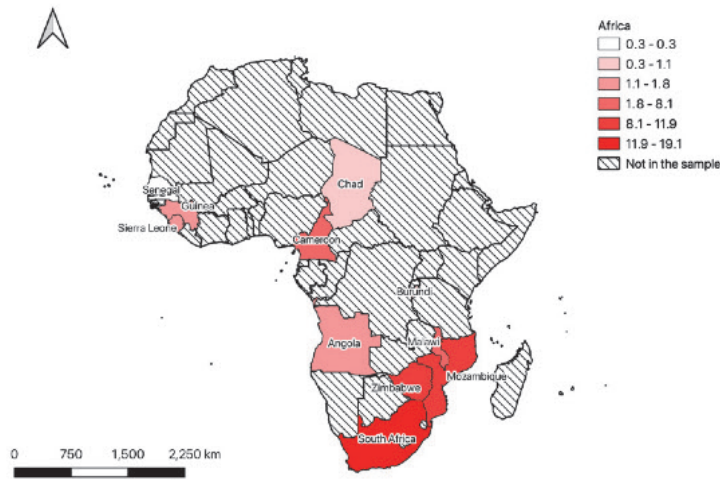 Africa
0.3 - 0.3
0.3 - 1.1
1.1 - 1.8
1.8 - 8.1
8.1 - 11.9
11.9 - 19.1
Not in the sample
Chad
Senegal
Guinea
Sierra Leone
Cameroon
Burundi
Angola
Malawi
Mozambique
Zimbabwe
South Africa
0 750 1,500 2,250 km